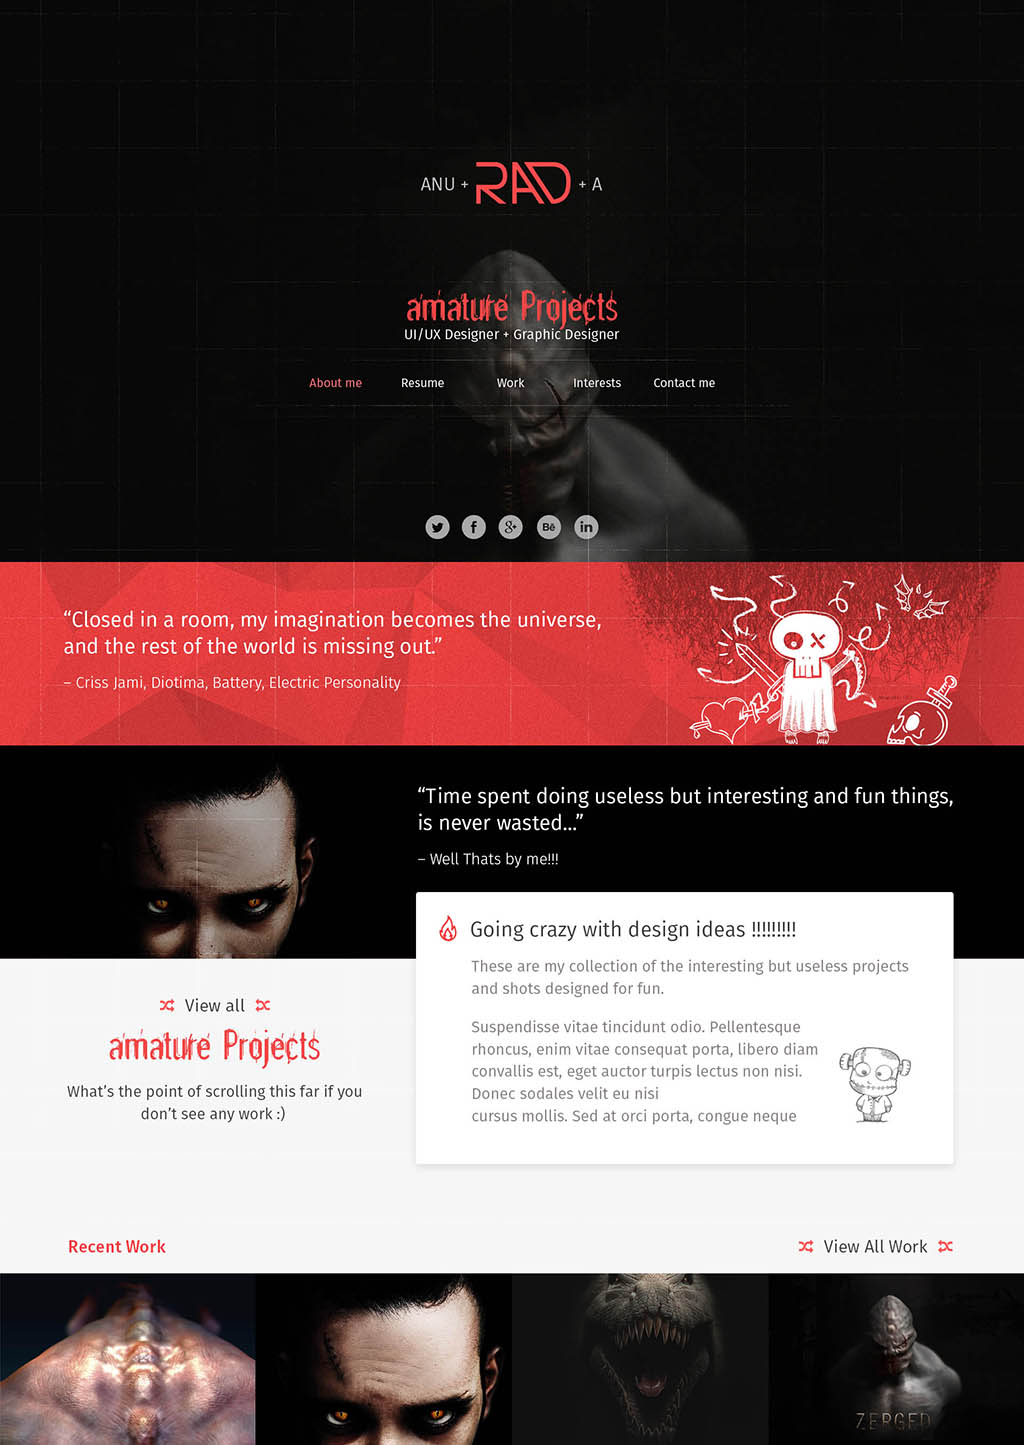 ANU + RAD + A
amature Projects
UI/UX Designer + Graphic Designer
About me Resume Work Interests Contact me
“Closed in a room, my imagination becomes the universe,
and the rest of the world is missing out.”
– Criss Jami, Diotima, Battery, Electric Personality
“Time spent doing useless but interesting and fun things,
is never wasted...”
– Well Thats by me!!!
Going crazy with design ideas !!!!!!!!!
These are my collection of the interesting but useless projects
and shots designed for fun.
Suspendisse vitae tincidunt odio. Pellentesque
rhoncus, enim vitae consequat porta, libero diam
convallis est, eget auctor turpis lectus non nisi.
Donec sodales velit eu nisi
cursus mollis. Sed at orci porta, congue neque
View all
amature Projects
What’s the point of scrolling this far if you
don’t see any work :)
Recent Work
View All Work
ZERGED